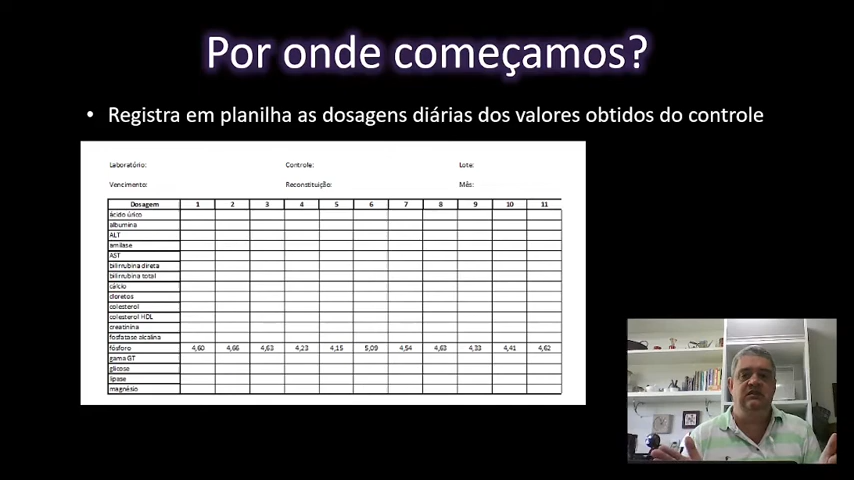 Por onde começamos?
• Registra em planilha as dosagens diárias dos valores obtidos do controle
Laboratório: Controle: Lote:
Vencimento: Reconstituição: Mês:
Dosagem 1 2 3 4 5 6 7 8 9 10 11
ácido úrico
albumina
ALT
amilase
AST
bilirrubina direta
bilirrubina total
cálcio
cloretos
colesterol
colesterol HDL
creatinina
fosfatase alcalina
fósforo 4,60 4,66 4,63 4,23 4,15 5,09 4,54 4,63 4,33 4,41 4,62
gama GT
glicose
lipase
magnésio